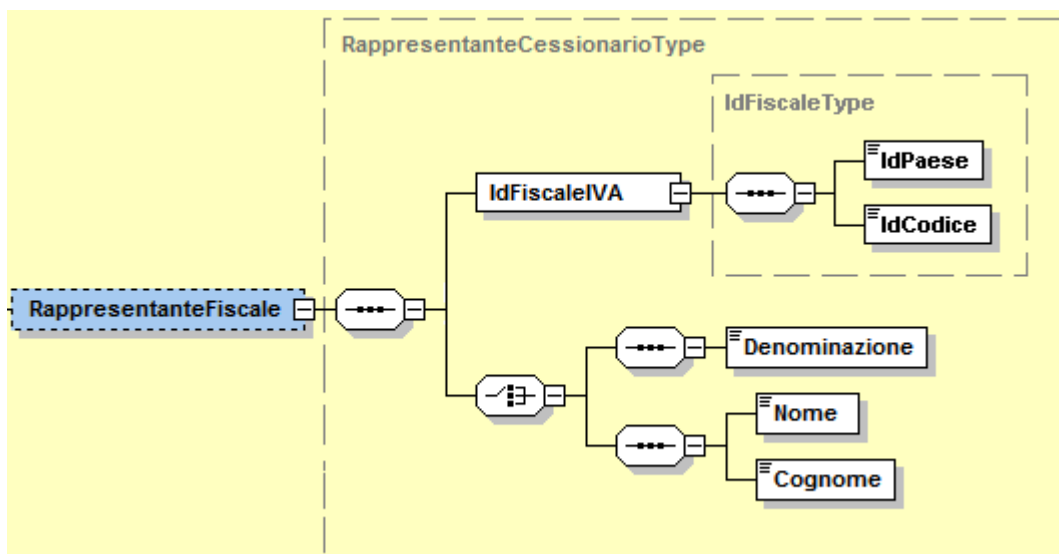 RappresentanteCessionarioType
IdFiscaleType
IdPaese
IdFiscaleIVA
IdCodice
RappresentanteFiscale
Denominazione
Nome
Cognome